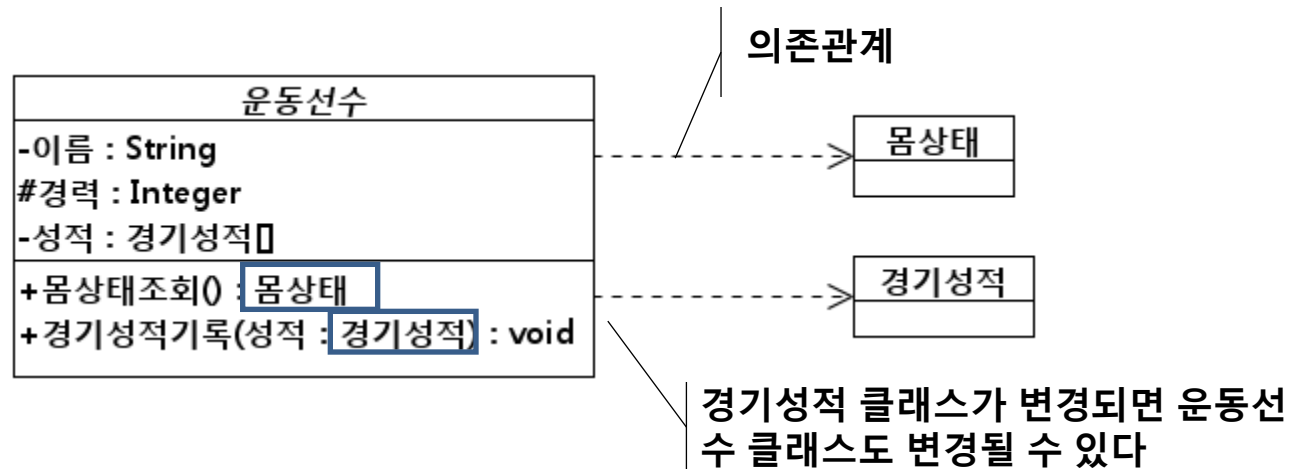 의존관계
운동선수
-이름 : String
#경력 : Integer
-성적 : 경기성적[]
+몸상태조회() : 몸상태
+경기성적기록(성적 : 경기성적) : void
몸상태
경기성적
경기성적 클래스가 변경되면 운동선
수 클래스도 변경될 수 있다